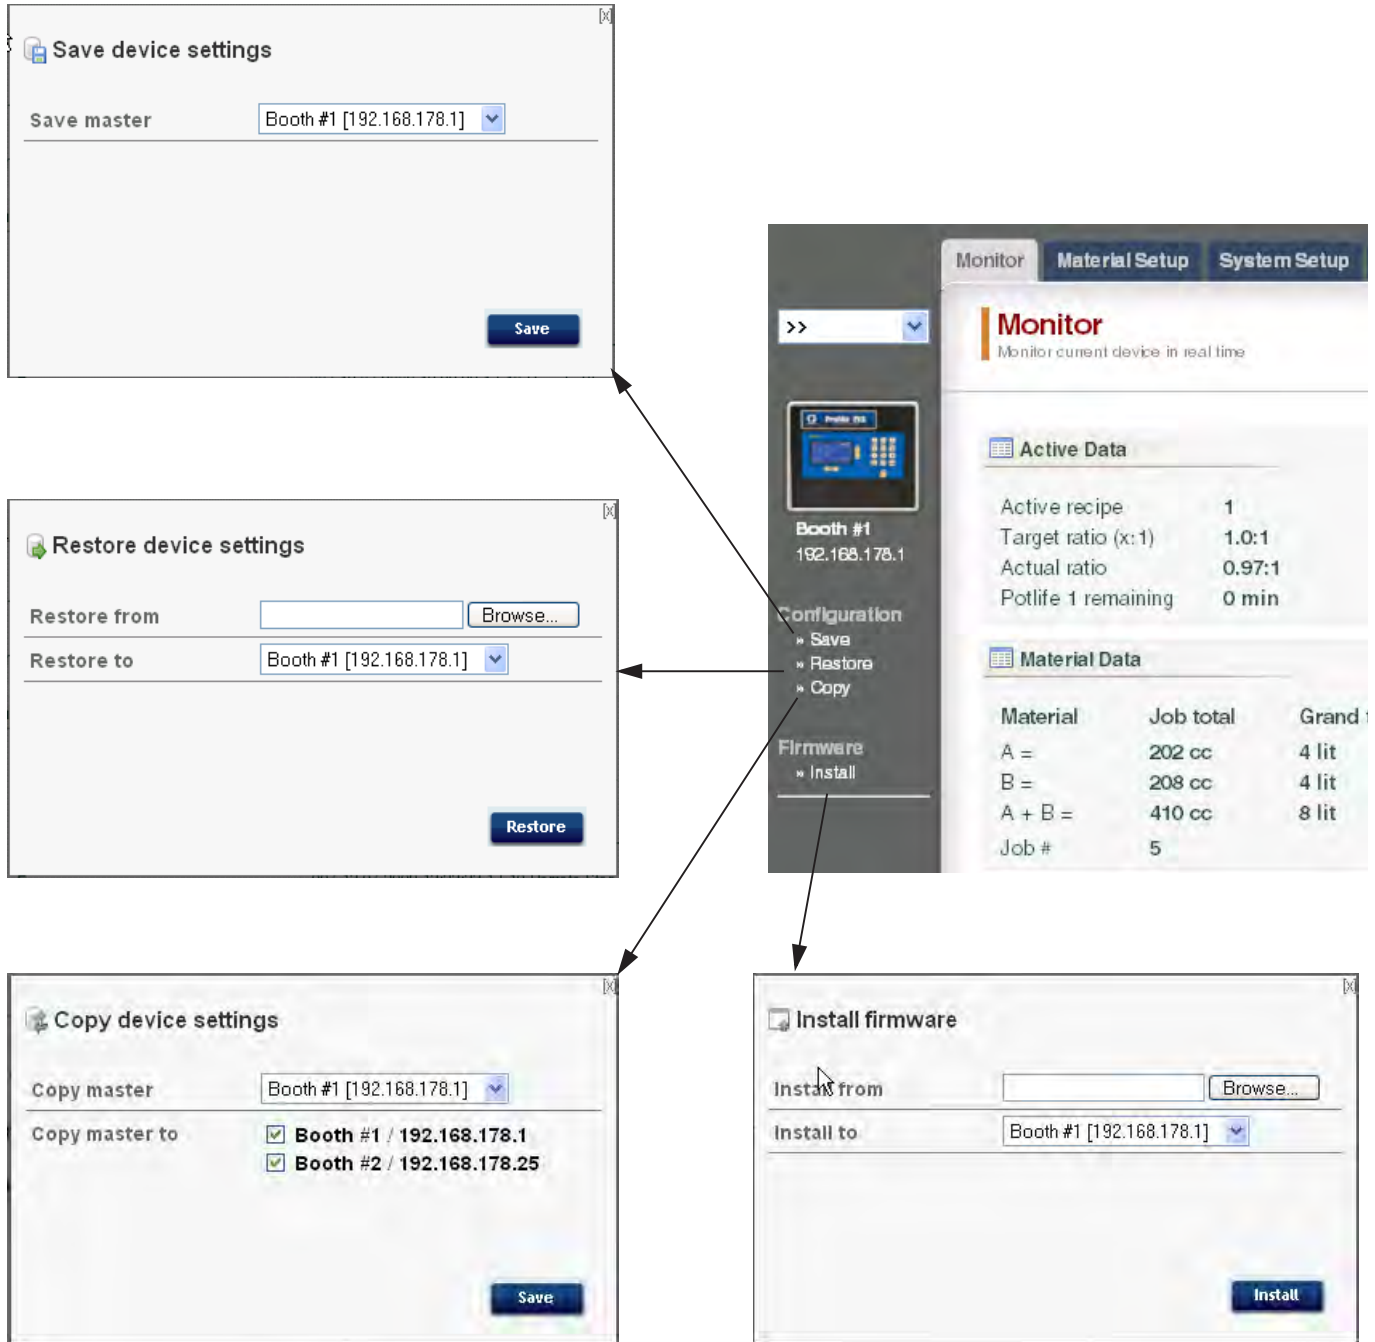 [x]
Save device settings
Save master Booth #1 [192.168.178.1]
Save
[x]
Restore device settings
Restore from Browse...
Restore to Booth #1 [192.168.178.1]
Restore
[x]
Copy device settings
Copy master Booth #1 [192.168.178.1]
Copy master to Booth #1 / 192.168.178.1
Booth #2 / 192.168.178.25
Save
Monitor Material Setup System Setup
>>
Booth #1
192.168.178.1
Configuration
» Save
» Restore
» Copy
Firmware
» Install
Monitor
Monitor current device in real time
Active Data
Active recipe 1
Target ratio (x:1) 1.0:1
Actual ratio 0.97:1
Potlife 1 remaining 0 min
Material Data
Material Job total Grand
A = 202 cc 4 lit
B = 208 cc 4 lit
A + B = 410 cc 8 lit
Job # 5
[x]
Install firmware
Install from Browse...
Install to Booth #1 [192.168.178.1]
Install